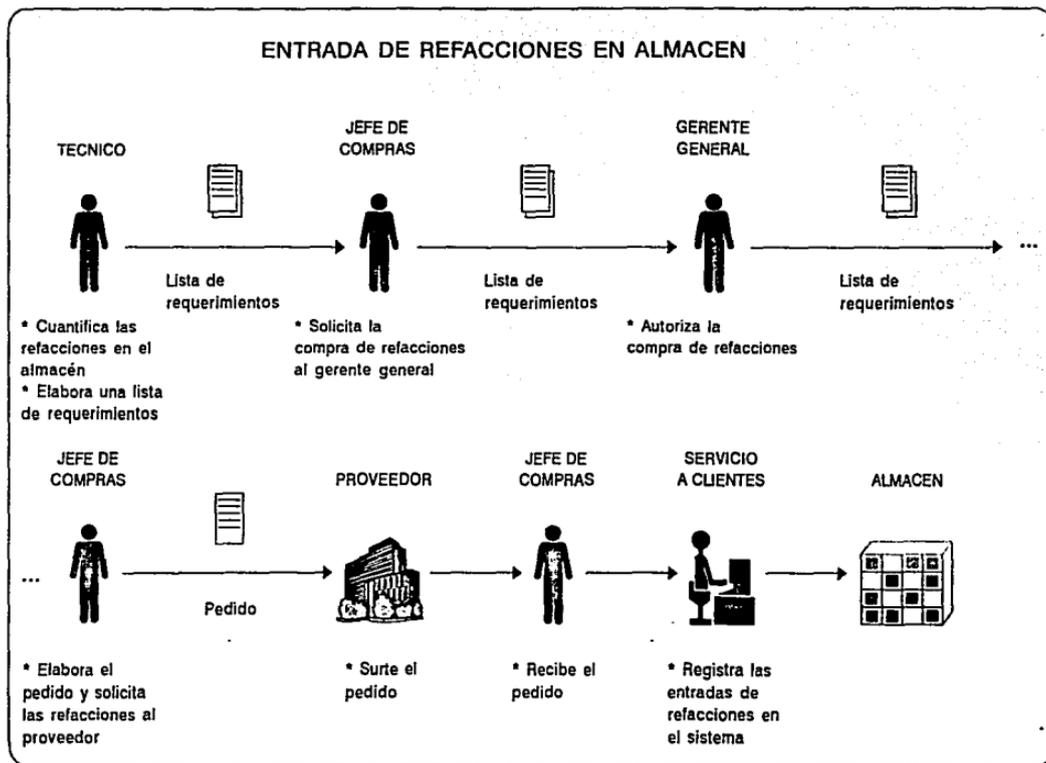 ENTRADA DE REFACCIONES EN ALMACEN
TECNICO
JEFE DE
COMPRAS
GERENTE
GENERAL
Lista de
requerimientos
Lista de
requerimientos
Lista de
requerimientos
...
* Cuantifica las
refacciones en el
almacén
* Elabora una lista
de requerimientos
* Solicita la
compra de refacciones
al gerente general
* Autoriza la
compra de refacciones
JEFE DE
COMPRAS
PROVEEDOR
JEFE DE
COMPRAS
SERVICIO
A CLIENTES
ALMACEN
...
Pedido
* Elabora el
pedido y solicita
las refacciones al
proveedor
* Surte el
pedido
* Recibe el
pedido
* Registra las
entradas de
refacciones en
el sistema